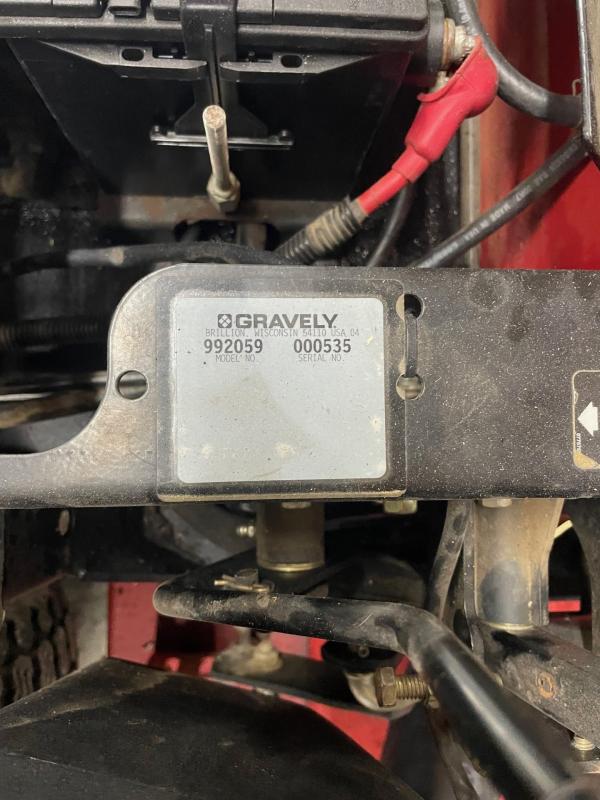 GRAVELY
BRILLION, WISCONSIN 54110 USA 04
992059 000535
MODEL NO. SERIAL NO.